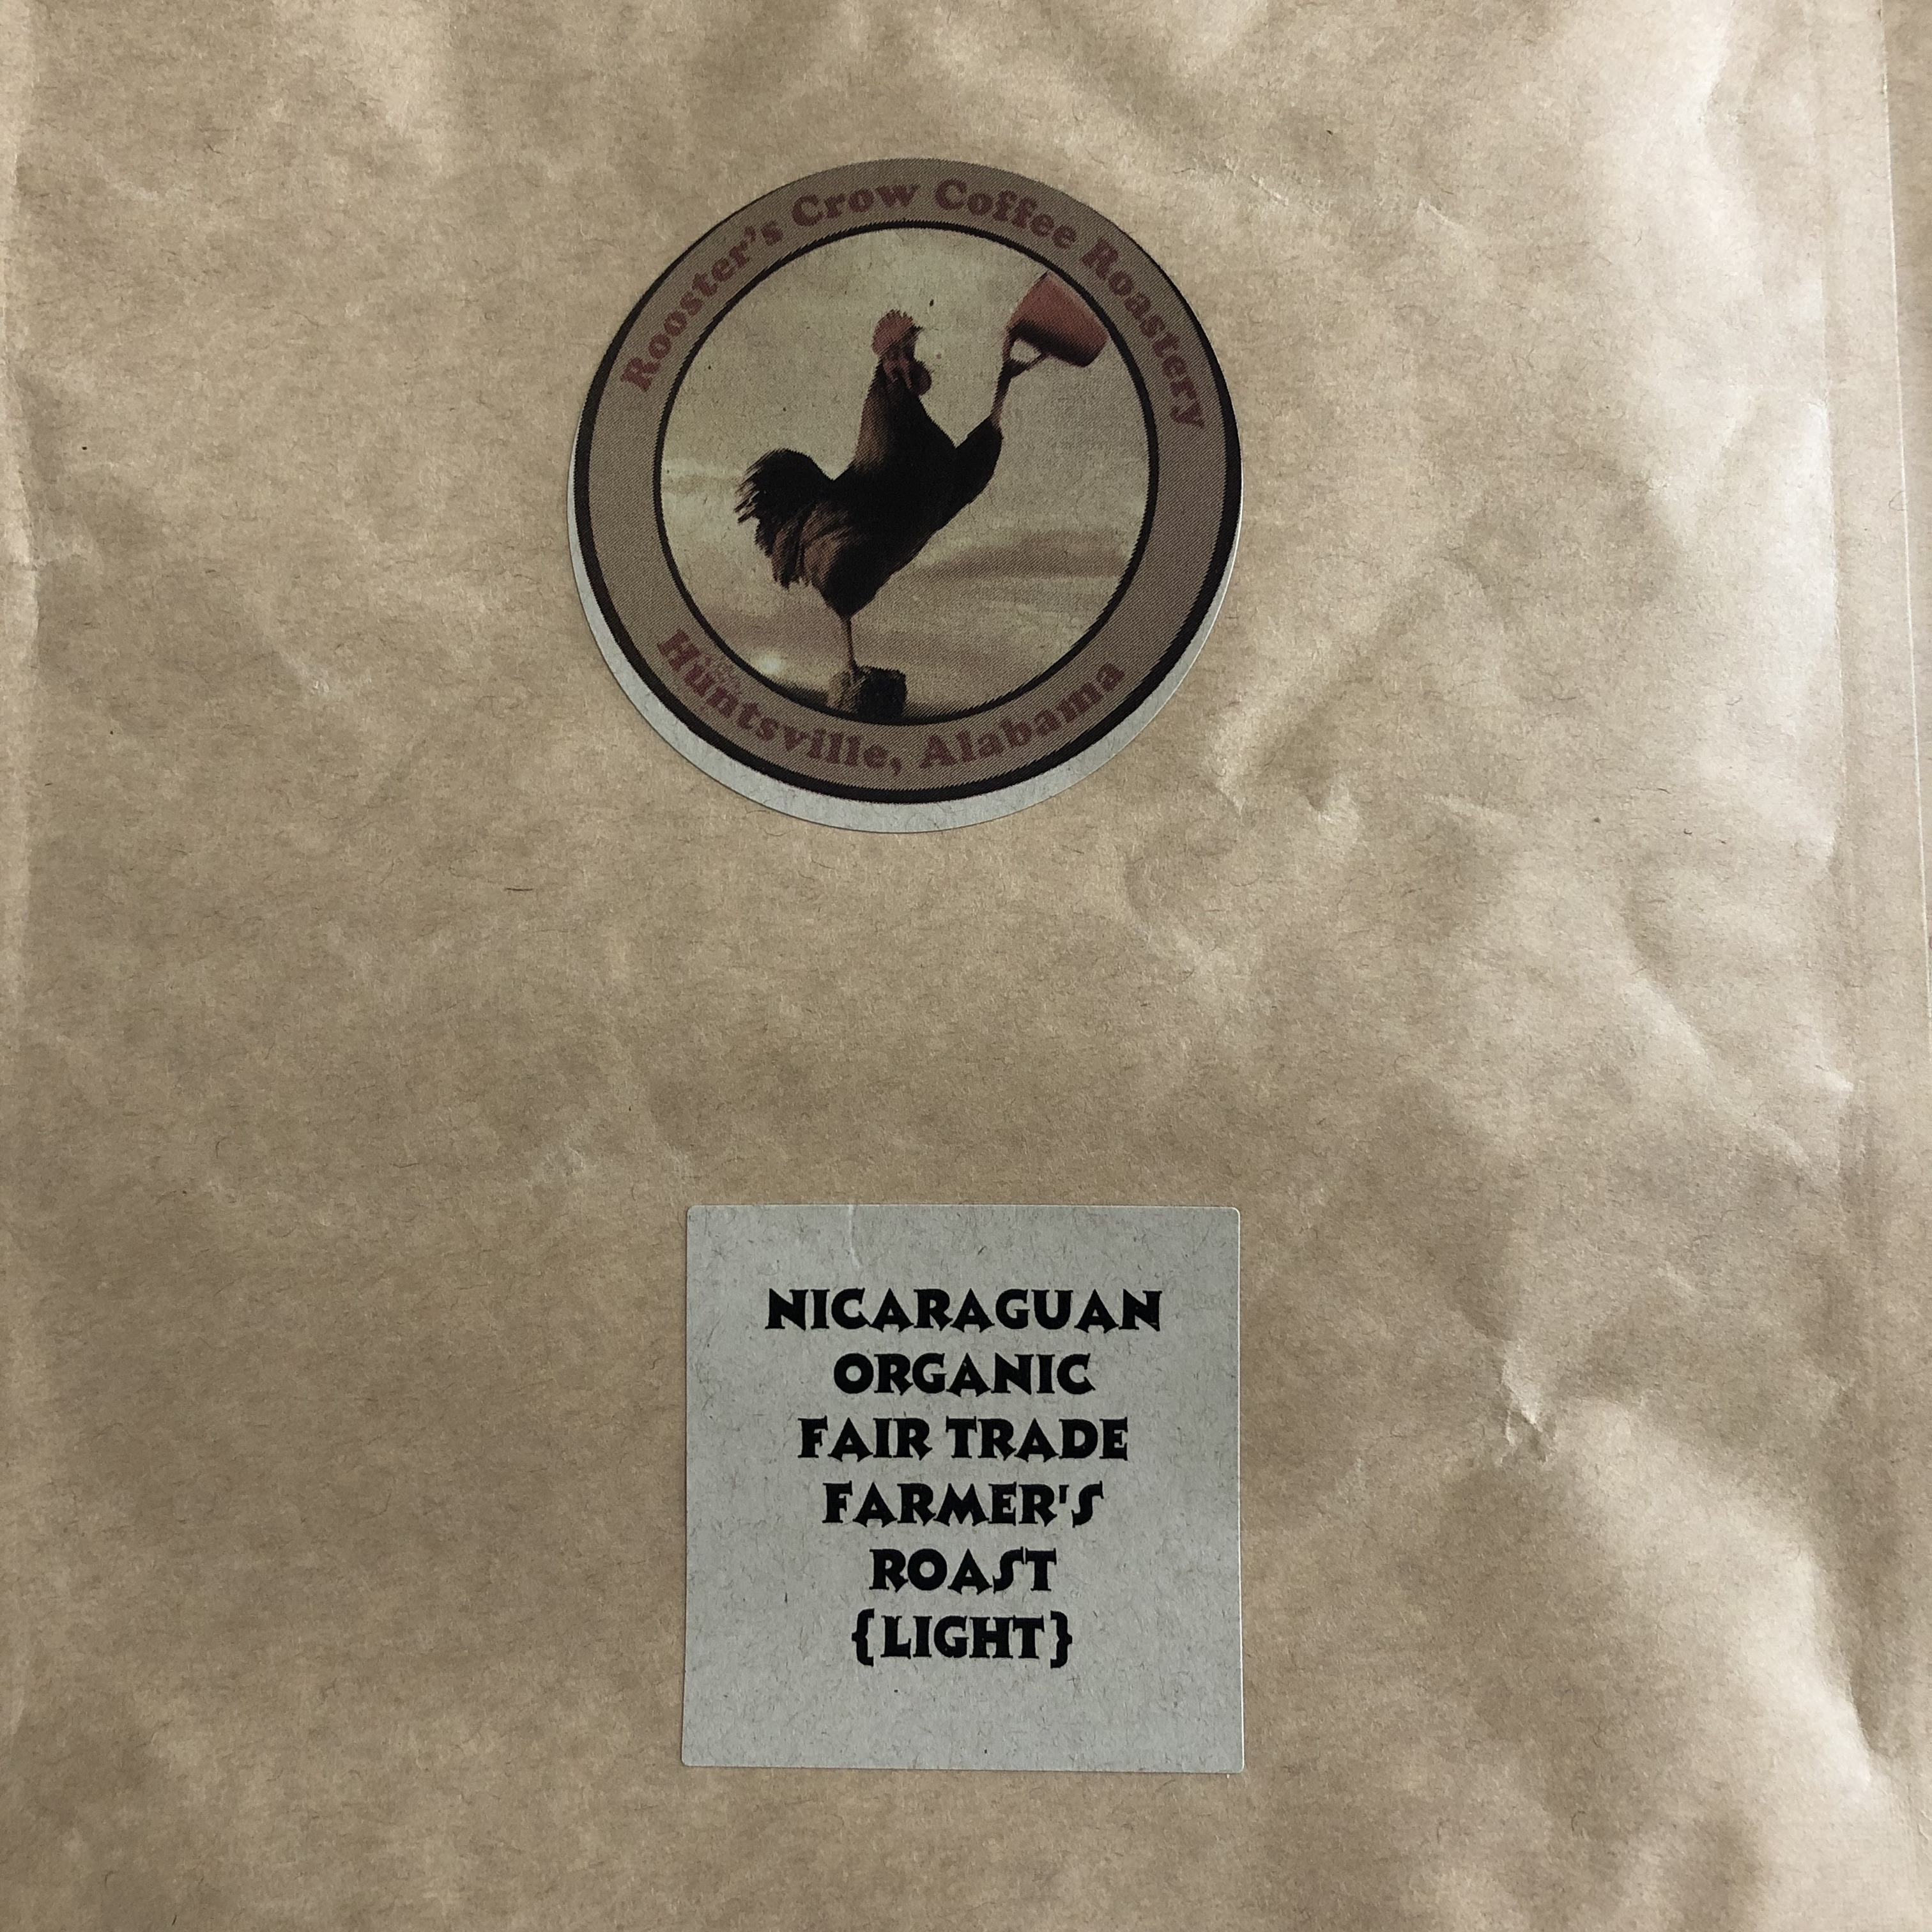 Rooster's Crow Coffee Roastery
Huntsville, Alabama
NICARAGUAN
ORGANIC
FAIR TRADE
FARMER'S
ROAST
{LIGHT}